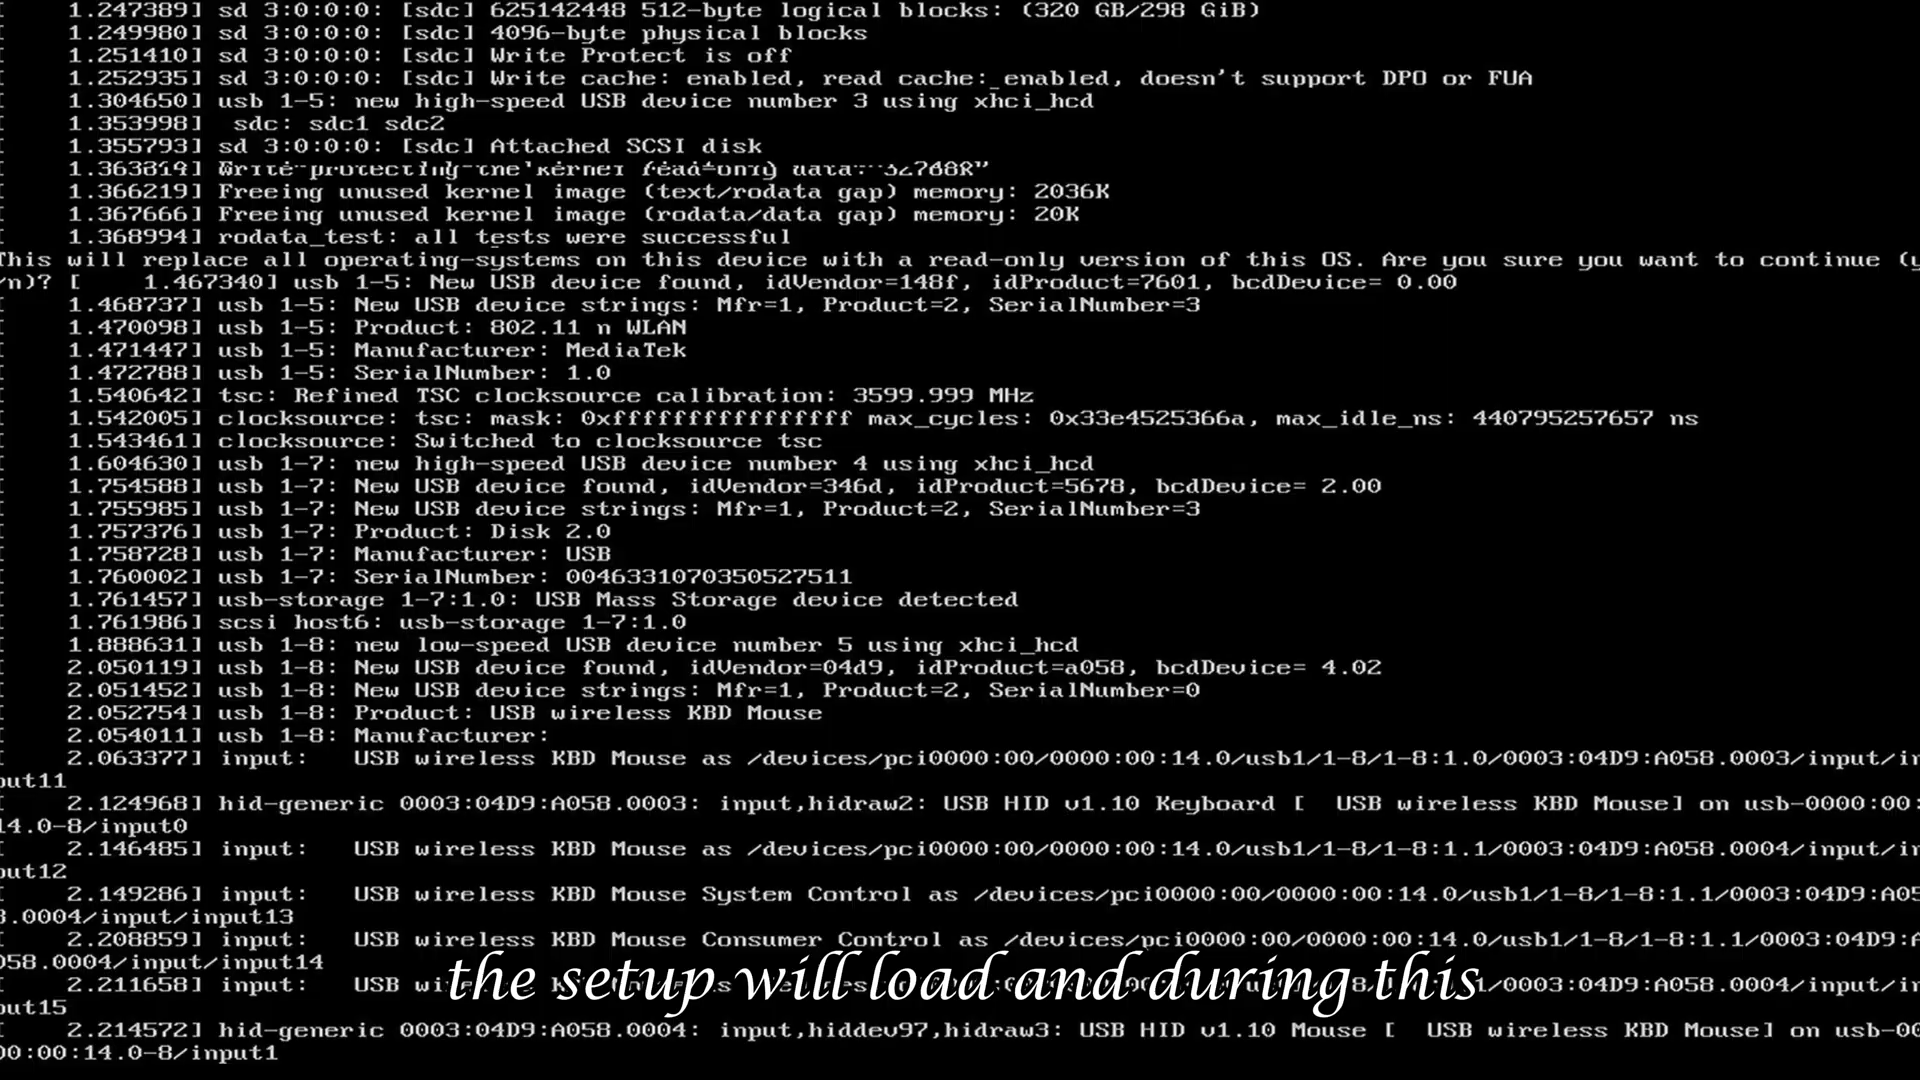 [    1.247389] sd 3:0:0:0: [sdc] 625142448 512-byte logical blocks: (320 GB/298 GiB)
[    1.249980] sd 3:0:0:0: [sdc] 4096-byte physical blocks
[    1.251410] sd 3:0:0:0: [sdc] Write Protect is off
[    1.252935] sd 3:0:0:0: [sdc] Write cache: enabled, read cache: enabled, doesn't support DPO or FUA
[    1.304650] usb 1-5: new high-speed USB device number 3 using xhci_hcd
[    1.353998]  sdc: sdc1 sdc2
[    1.355793] sd 3:0:0:0: [sdc] Attached SCSI disk
[    Write protecting the kernel read-only data:
[    1.366219] Freeing unused kernel image (text/rodata gap) memory: 2036K
[    1.367666] Freeing unused kernel image (rodata/data gap) memory: 20K
[    1.368994] rodata_test: all tests were successful
This will replace all operating-systems on this device with a read-only version of this OS. Are you sure you want to continue (y
/n)? [    1.467340] usb 1-5: New USB device found, idVendor=148f, idProduct=7601, bcdDevice= 0.00
[    1.468737] usb 1-5: New USB device strings: Mfr=1, Product=2, SerialNumber=3
[    1.470098] usb 1-5: Product: 802.11 n WLAN
[    1.471447] usb 1-5: Manufacturer: MediaTek
[    1.472788] usb 1-5: SerialNumber: 1.0
[    1.540642] tsc: Refined TSC clocksource calibration: 3599.999 MHz
[    1.542005] clocksource: tsc: mask: 0xffffffffffffffff max_cycles: 0x33e4525366a, max_idle_ns: 440795257657 ns
[    1.543461] clocksource: Switched to clocksource tsc
[    1.604630] usb 1-7: new high-speed USB device number 4 using xhci_hcd
[    1.754588] usb 1-7: New USB device found, idVendor=346d, idProduct=5678, bcdDevice= 2.00
[    1.755985] usb 1-7: New USB device strings: Mfr=1, Product=2, SerialNumber=3
[    1.757376] usb 1-7: Product: Disk 2.0
[    1.758728] usb 1-7: Manufacturer: USB
[    1.760002] usb 1-7: SerialNumber: 0046331070350527511
[    1.761457] usb-storage 1-7:1.0: USB Mass Storage device detected
[    1.761986] scsi host6: usb-storage 1-7:1.0
[    1.888631] usb 1-8: new low-speed USB device number 5 using xhci_hcd
[    2.050119] usb 1-8: New USB device found, idVendor=04d9, idProduct=a058, bcdDevice= 4.02
[    2.051452] usb 1-8: New USB device strings: Mfr=1, Product=2, SerialNumber=0
[    2.052754] usb 1-8: Product: USB wireless KBD Mouse
[    2.054011] usb 1-8: Manufacturer:
[    2.063377] input:   USB wireless KBD Mouse as /devices/pci0000:00/0000:00:14.0/usb1/1-8/1-8:1.0/0003:04D9:A058.0003/input/in
put11
[    2.124968] hid-generic 0003:04D9:A058.0003: input,hidraw2: USB HID v1.10 Keyboard [  USB wireless KBD Mouse] on usb-0000:00:
14.0-8/input0
[    2.146485] input:   USB wireless KBD Mouse as /devices/pci0000:00/0000:00:14.0/usb1/1-8/1-8:1.1/0003:04D9:A058.0004/input/in
put12
[    2.149286] input:   USB wireless KBD Mouse System Control as /devices/pci0000:00/0000:00:14.0/usb1/1-8/1-8:1.1/0003:04D9:A05
8.0004/input/input13
[    2.208859] input:   USB wireless KBD Mouse Consumer Control as /devices/pci0000:00/0000:00:14.0/usb1/1-8/1-8:1.1/0003:04D9:A
058.0004/input/input14
[    2.211658] input:   USB
the setup will load and during this
put15
[    2.214572] hid-generic 0003:04D9:A058.0004: input,hiddev97,hidraw3: USB HID v1.10 Mouse [  USB wireless KBD Mouse] on usb-00
00:00:14.0-8/input1